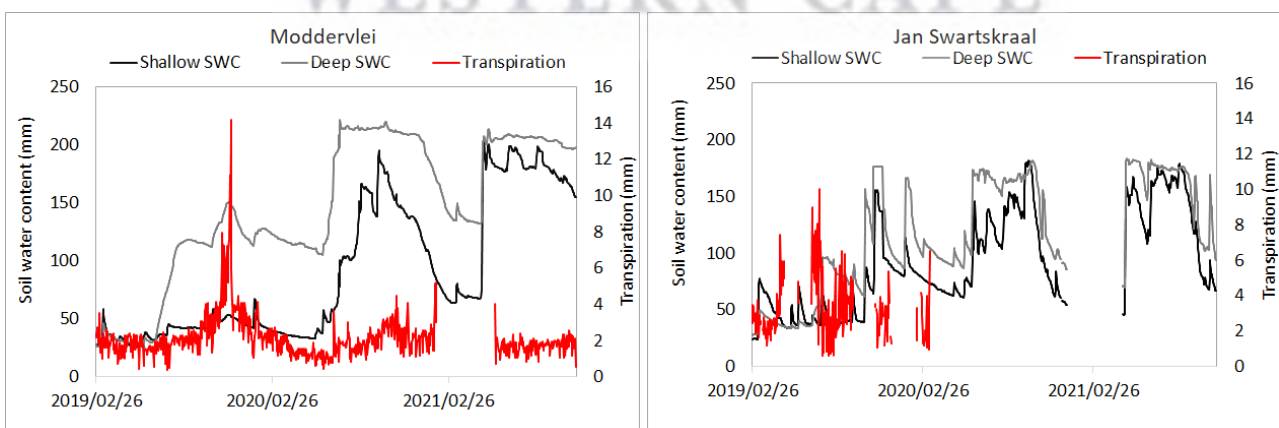 WESTERN CAPE
Moddervlei
Shallow SWC Deep SWC Transpiration
250
200
150
100
50
0
Soil water content (mm)
16
14
12
10
8
6
4
2
0
Transpiration (mm)
2019/02/26 2020/02/26 2021/02/26
Jan Swartskraal
Shallow SWC Deep SWC Transpiration
250
200
150
100
50
0
Soil water content (mm)
16
14
12
10
8
6
4
2
0
Transpiration (mm)
2019/02/26 2020/02/26 2021/02/26